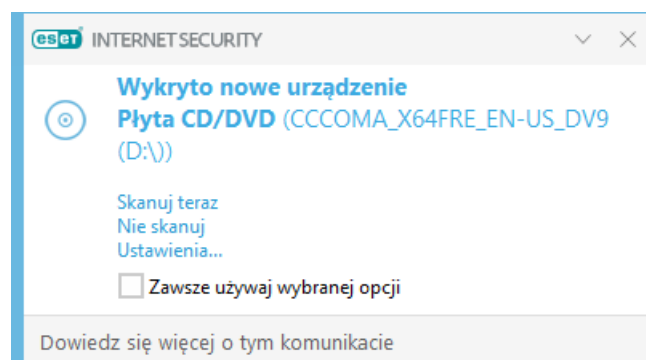 eset INTERNET SECURITY
Wykryto nowe urządzenie
Płyta CD/DVD (CCCOMA_X64FRE_EN-US_DV9
(D:\))
Skanuj teraz
Nie skanuj
Ustawienia...
Zawsze używaj wybranej opcji
Dowiedz się więcej o tym komunikacie